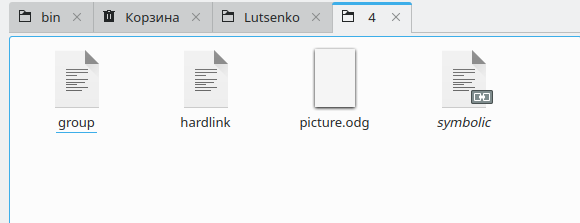 bin Корзина Lutsenko 4
group hardlink picture.odg symbolic